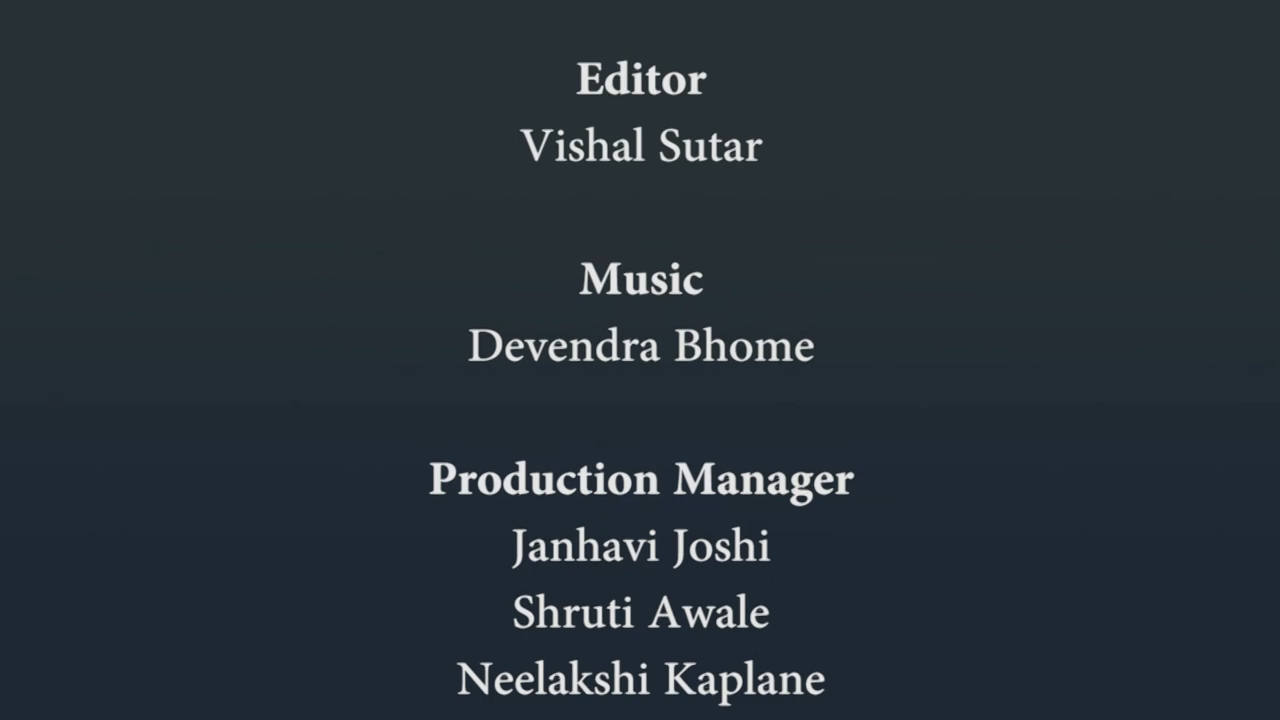 Editor
Vishal Sutar
Music
Devendra Bhome
Production Manager
Janhavi Joshi
Shruti Awale
Neelakshi Kaplane